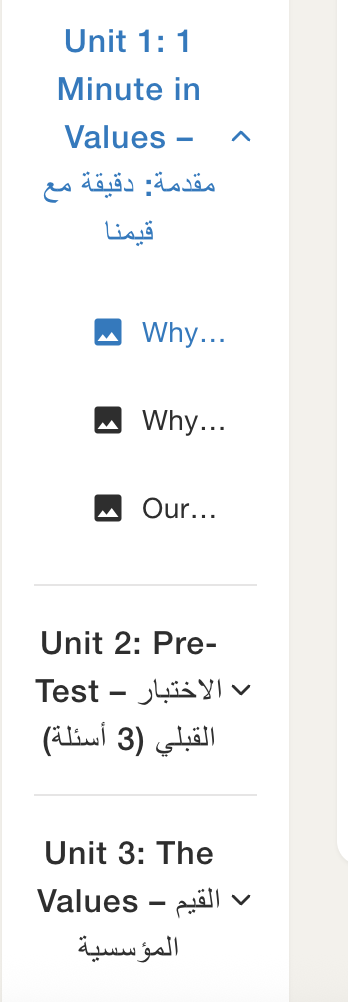 Unit 1: 1
Minute in
Values –
مقدمة: دقيقة مع
قيمنا
Why...
Why...
Our...
Unit 2: Pre-
Test – الاختبار
القبلي (3 أسئلة)
Unit 3: The
Values – القيم
المؤسسية